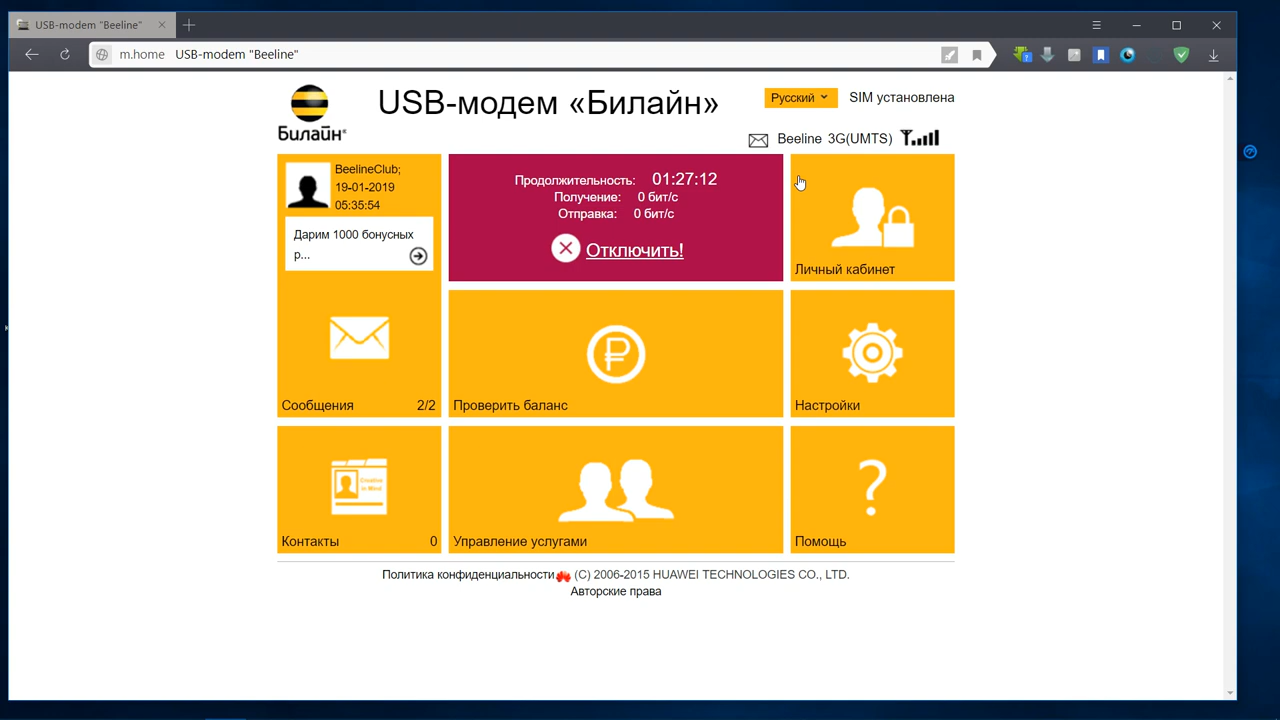 USB-modem "Beeline"
m.home USB-modem "Beeline"
Билайн
USB-модем «Билайн»
Русский
SIM установлена
Beeline 3G(UMTS)
BeelineClub;
19-01-2019
05:35:54
Дарим 1000 бонусных
р...
Сообщения 2/2
Продолжительность: 01:27:12
Получение: 0 бит/с
Отправка: 0 бит/с
Отключить!
Личный кабинет
Проверить баланс
Настройки
Creative
in Mind
Контакты 0
Управление услугами
Помощь
Политика конфиденциальности (C) 2006-2015 HUAWEI TECHNOLOGIES CO., LTD.
Авторские права